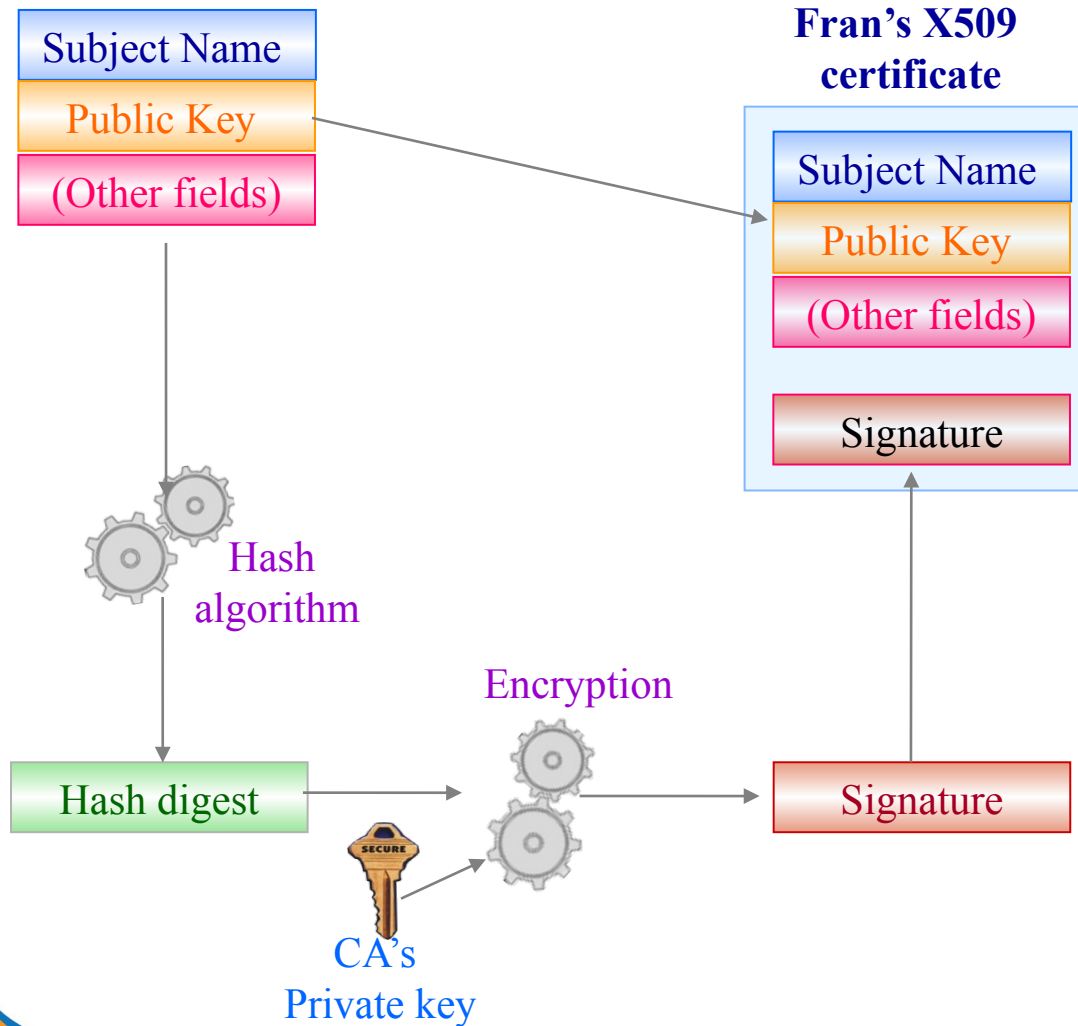 Subject Name
Public Key
(Other fields)
Fran’s X509
certificate
Subject Name
Public Key
(Other fields)
Signature
Hash
algorithm
Encryption
Hash digest
SECURE
CA’s
Private key
Signature